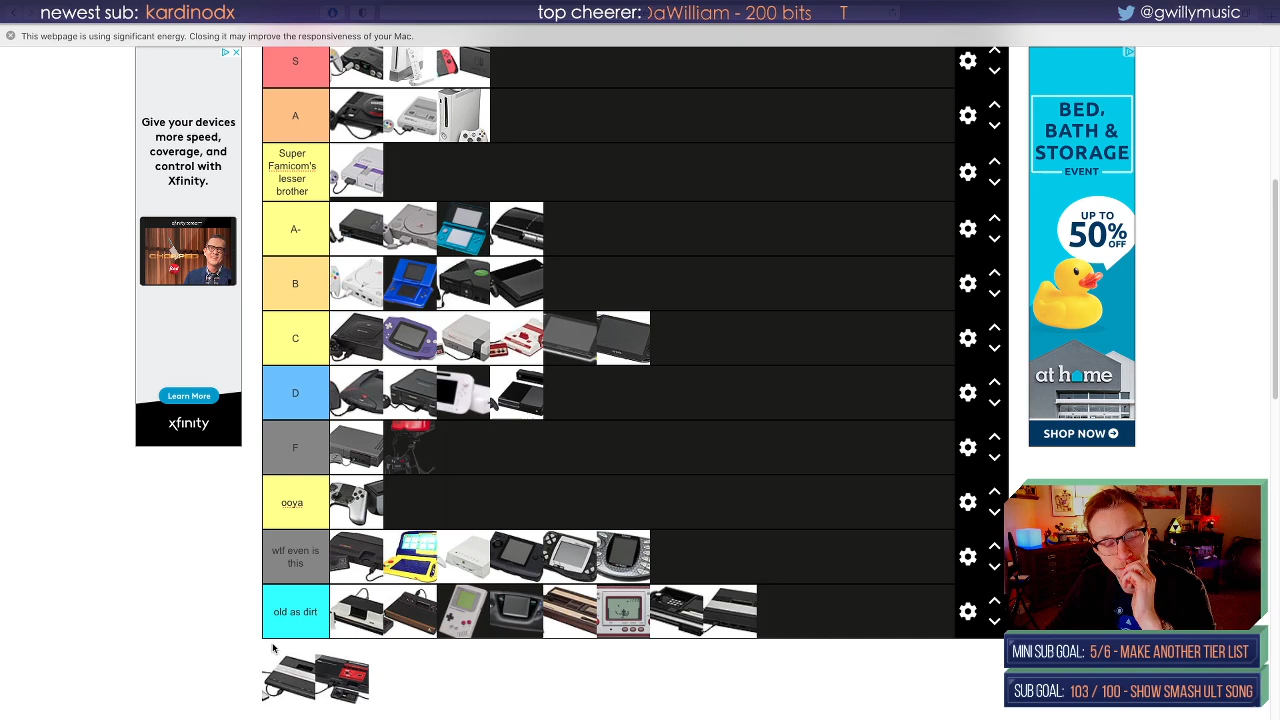 newest sub: kardinodx
top cheerer: DaWilliam - 200 bits T
@gwillymusic
This webpage is using significant energy. Closing it may improve the responsiveness of your Mac.
Give your devices
more speed,
coverage, and
control with
Xfinity.
Learn More
xfinity
S
A
Super
Famicom's
lesser
brother
A-
B
C
D
F
ooya
wtf even is
this
old as dirt
BED,
BATH &
STORAGE
EVENT
UP TO
50%
OFF
at home
SHOP NOW
MINI SUB GOAL: 5/6 - MAKE ANOTHER TIER LIST
SUB GOAL: 103 / 100 - SHOW SMASH ULT SONG